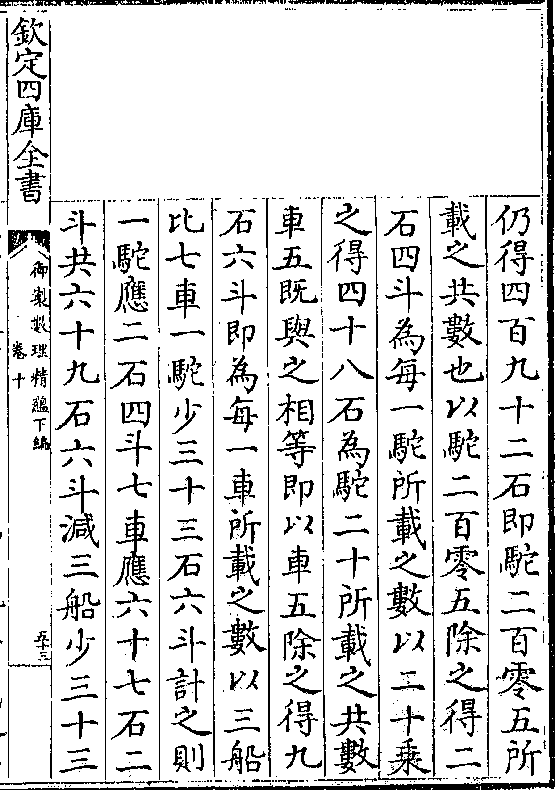 仍得四百九十二石即駝二百零五所
載之共數也以駝二百零五除之得二
石四斗為每一駝所載之數以二十乗
之得四十八石為駝二十所載之共數
車五既與之相等即以車五除之得九
石六斗即為每一車所載之數以三船
比七車一駝少三十三石六斗計之則
一駝應二石四斗七車應六十七石二
斗共六十九石六斗減三船少三十三
欽定四庫全書
御製數理精蘊下編
卷十
五十三